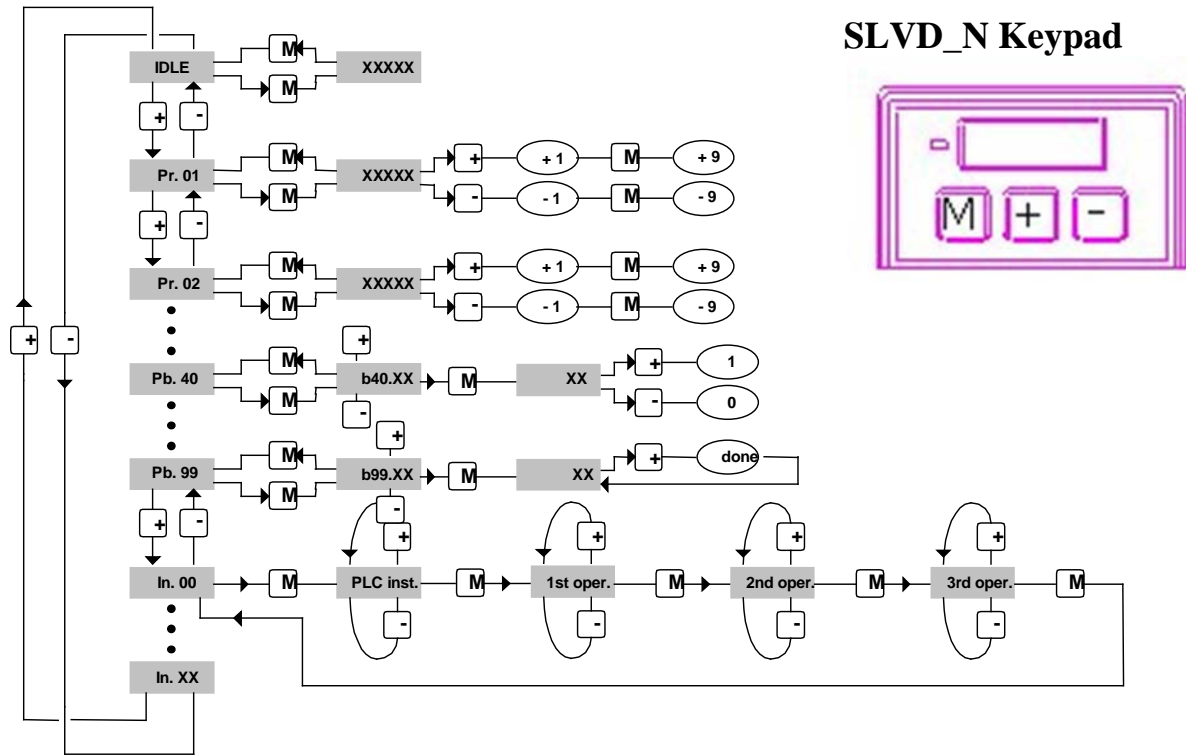 SLVD_N Keypad
M
IDLE XXXXX
M
+ -
M + + 1 M + 9
Pr. 01 XXXXX
M - - 1 M - 9
M + -
+ -
M + + 1 M + 9
Pr. 02 XXXXX
M - - 1 M - 9
+ -
+
M + 1
Pb. 40 b40.XX M XX
M - 0
-
+
M + done
Pb. 99 b99.XX M XX
M
-
+ - + + + +
In. 00 M PLC inst. M 1st oper. M 2nd oper. M 3rd oper. M
- - - -
In. XX